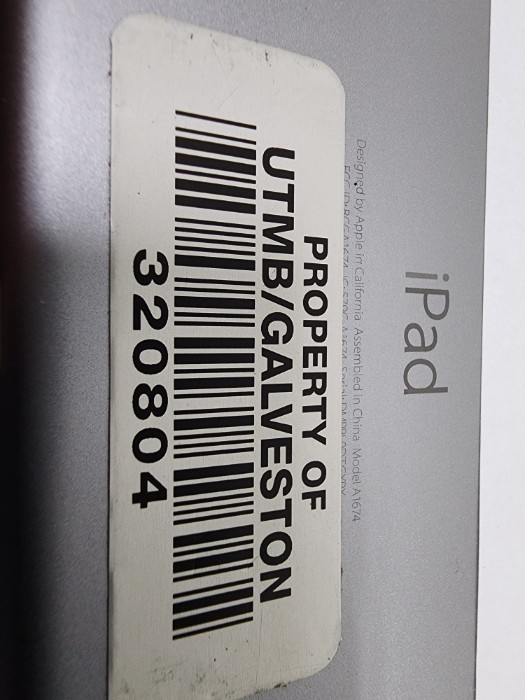 iPad
Designed by Apple in California Assembled in China Model A1674
PROPERTY OF
UTMB/GALVESTON
320804